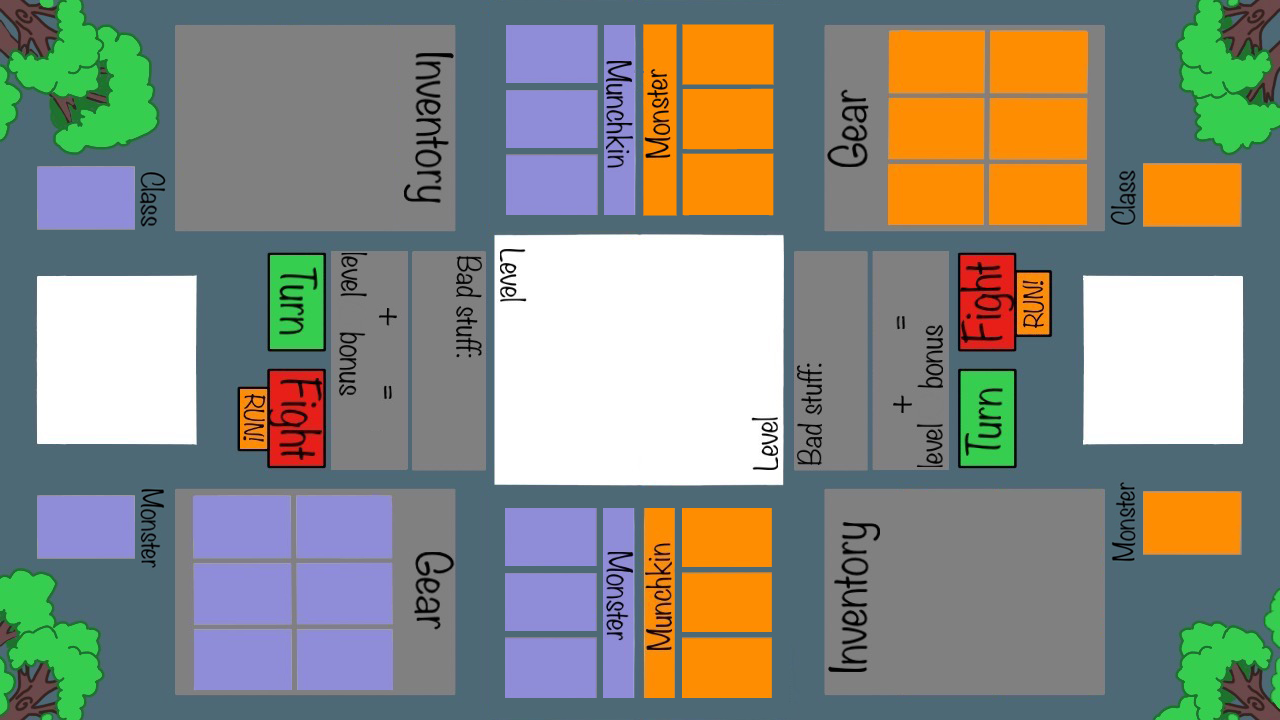 Inventory
Munchkin
Monster
Gear
Class
Class
Turn
level bonus
+ =
Bad stuff:
Level
Fight
RUN!
Fight
RUN!
Level
Bad stuff:
+ =
level bonus
Turn
Monster
Gear
Monster
Munchkin
Inventory
Monster